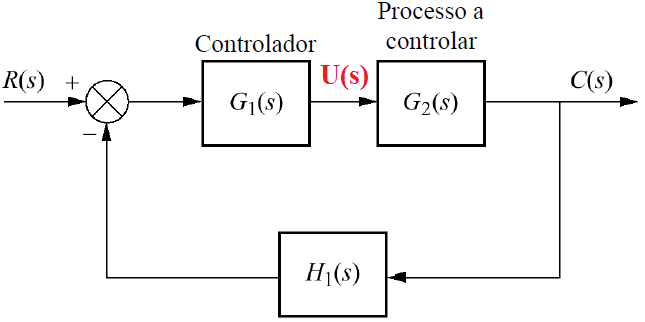 Processo a
controlar
Controlador
R(s) +
U(s)
C(s)
G₁(s)
G₂(s)
−
H₁(s)